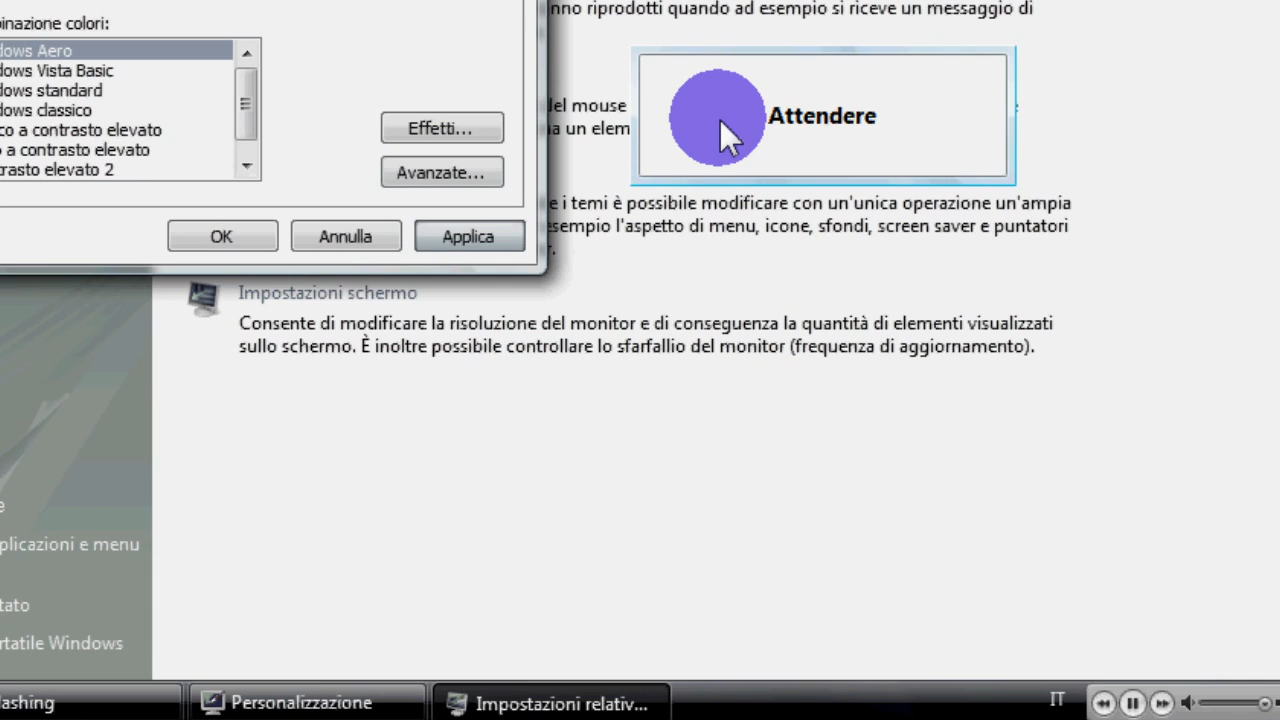 nno riprodotti quando ad esempio si riceve un messaggio di
inazione colori:
dows Aero
dows Vista Basic
dows standard
dows classico
co a contrasto elevato
o a contrasto elevato
rasto elevato 2
Effetti...
Avanzate...
OK
Annulla
Applica
del mouse
na un elem
Attendere
e i temi è possibile modificare con un'unica operazione un'ampia
esempio l'aspetto di menu, icone, sfondi, screen saver e puntatori
r.
Impostazioni schermo
Consente di modificare la risoluzione del monitor e di conseguenza la quantità di elementi visualizzati
sullo schermo. È inoltre possibile controllare lo sfarfallio del monitor (frequenza di aggiornamento).
e
plicazioni e menu
tato
rtatile Windows
lashing
Personalizzazione
Impostazioni relativ...
IT